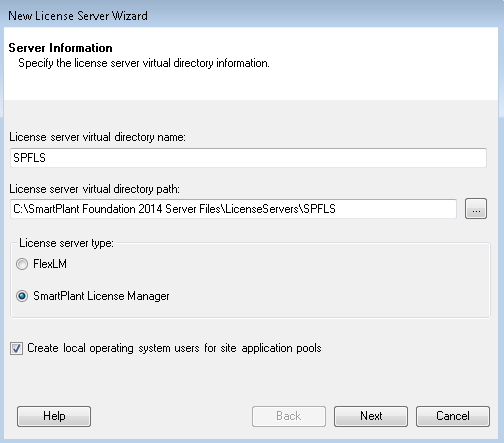 New License Server Wizard
Server Information
Specify the license server virtual directory information.
License server virtual directory name:
SPFLS
License server virtual directory path:
C:\SmartPlant Foundation 2014 Server Files\LicenseServers\SPFLS
...
License server type:
FlexLM
SmartPlant License Manager
Create local operating system users for site application pools
Help Back Next Cancel